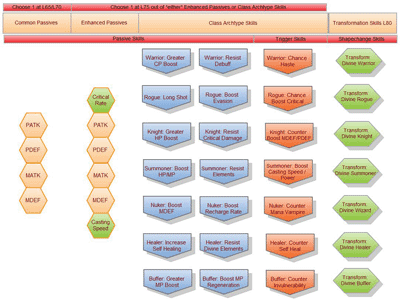 Choose 1 at L65/L70
Choose 1 at L75 out of "either" Enhanced Passives or Class Archetype Skills
Common Passives
Enhanced Passives
Class Archetype Skills
Transformation Skills L80
Passive Skills
Trigger Skills
Shapechange Skills
Warrior: Greater
CP Boost
Warrior: Resist
Debuff
Warrior: Chance
Haste
Transform:
Divine Warrior
Critical
Rate
Rogue: Long Shot
Rogue: Boost
Evasion
Rogue: Chance
Boost Critical
Transform:
Divine Rogue
PATK
PATK
Knight: Greater
HP Boost
Knight: Resist
Critical Damage
Knight: Counter
Boost MDEF/PDEF
Transform:
Divine Knight
PDEF
PDEF
Summoner: Boost
HP/MP
Summoner: Resist
Elements
Summoner: Boost
Casting Speed /
Power
Transform:
Divine Summoner
MATK
MATK
Nuker: Boost
MDEF
Nuker: Boost
Recharge Rate
Nuker: Counter
Mana Vampire
Transform:
Divine Wizard
MDEF
MDEF
Casting
Speed
Healer: Increase
Self Healing
Healer: Resist
Divine Elements
Healer: Counter
Self Heal
Transform:
Divine Healer
Buffer: Greater
MP Boost
Buffer: Boost MP
Regeneration
Buffer: Counter
Invulnerability
Transform:
Divine Buffer